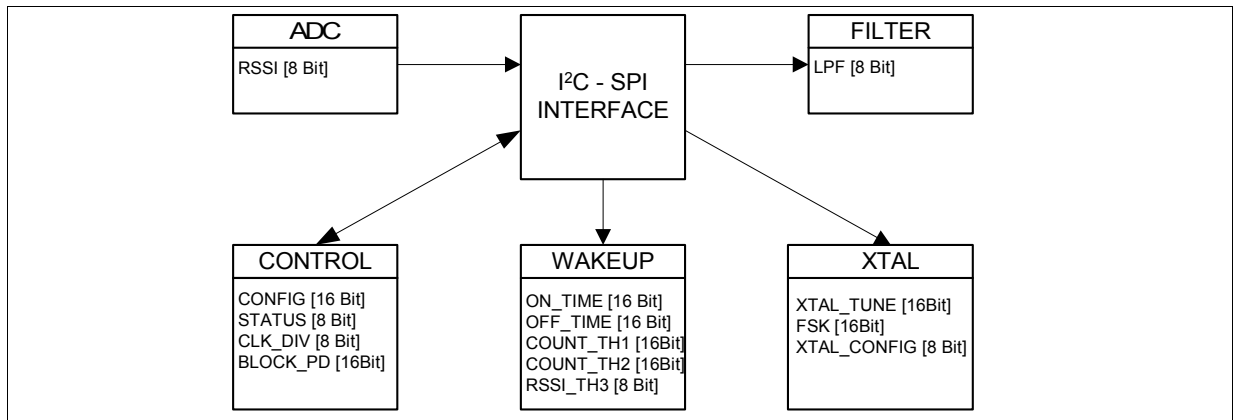 ADC
RSSI [8 Bit]
I²C - SPI
INTERFACE
FILTER
LPF [8 Bit]
CONTROL
CONFIG [16 Bit]
STATUS [8 Bit]
CLK_DIV [8 Bit]
BLOCK_PD [16Bit]
WAKEUP
ON_TIME [16 Bit]
OFF_TIME [16 Bit]
COUNT_TH1 [16Bit]
COUNT_TH2 [16Bit]
RSSI_TH3 [8 Bit]
XTAL
XTAL_TUNE [16Bit]
FSK [16Bit]
XTAL_CONFIG [8 Bit]